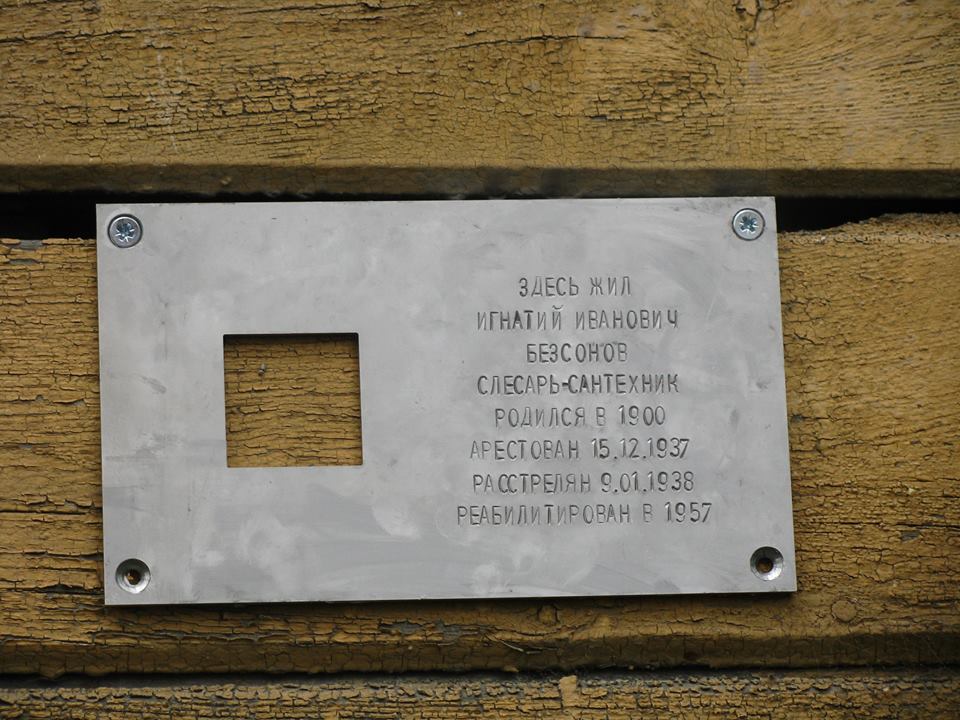 ЗДЕСЬ ЖИЛ
ИГНАТИЙ ИВАНОВИЧ
БЕЗСОНОВ
СЛЕСАРЬ-САНТЕХНИК
РОДИЛСЯ В 1900
АРЕСТОВАН 15.12.1937
РАССТРЕЛЯН 9.01.1938
РЕАБИЛИТИРОВАН В 1957